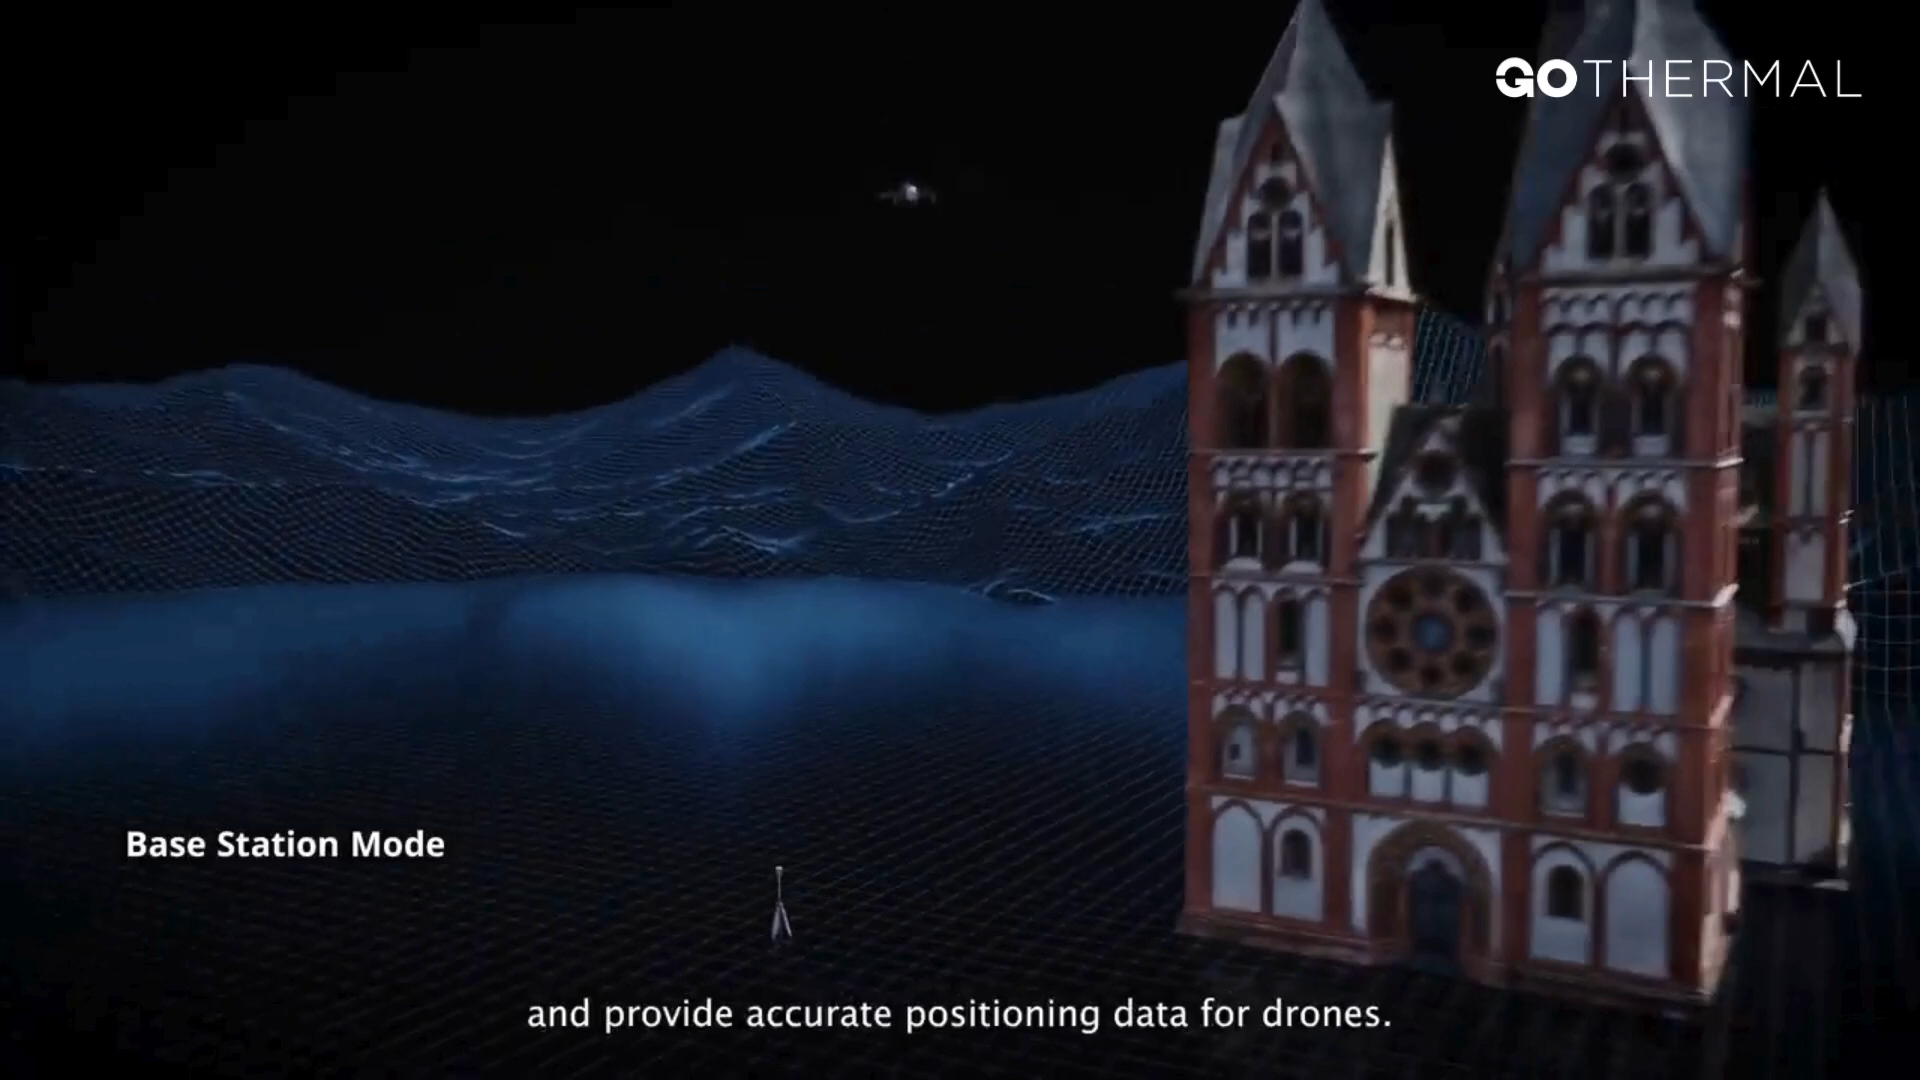 GOTHERMAL
Base Station Mode
and provide accurate positioning data for drones.